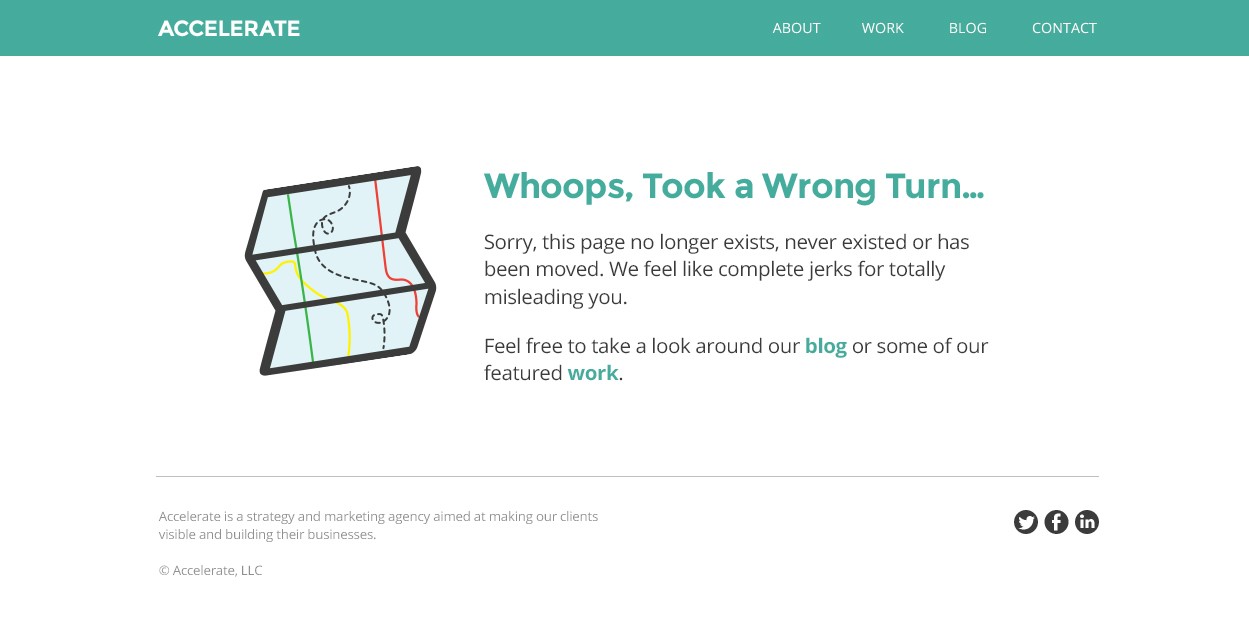 ACCELERATE
ABOUT WORK BLOG CONTACT
Whoops, Took a Wrong Turn...
Sorry, this page no longer exists, never existed or has
been moved. We feel like complete jerks for totally
misleading you.
Feel free to take a look around our blog or some of our
featured work.
Accelerate is a strategy and marketing agency aimed at making our clients
visible and building their businesses.
© Accelerate, LLC